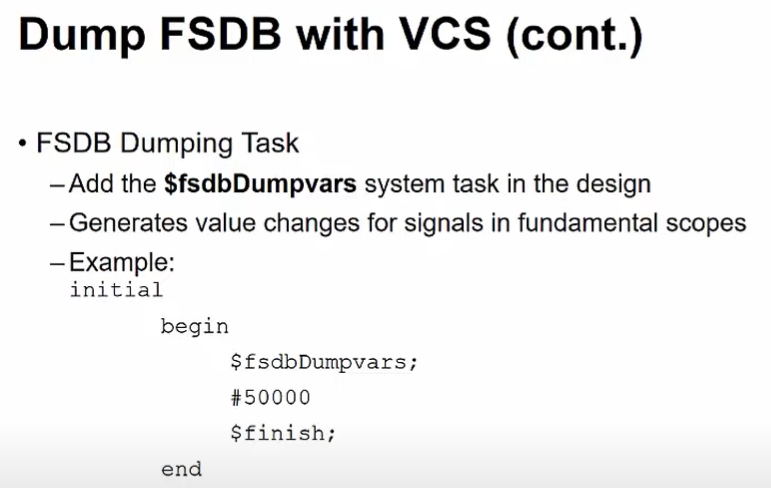 Dump FSDB with VCS (cont.)
• FSDB Dumping Task
– Add the $fsdbDumpvars system task in the design
– Generates value changes for signals in fundamental scopes
– Example:
initial
begin
$fsdbDumpvars;
#50000
$finish;
end